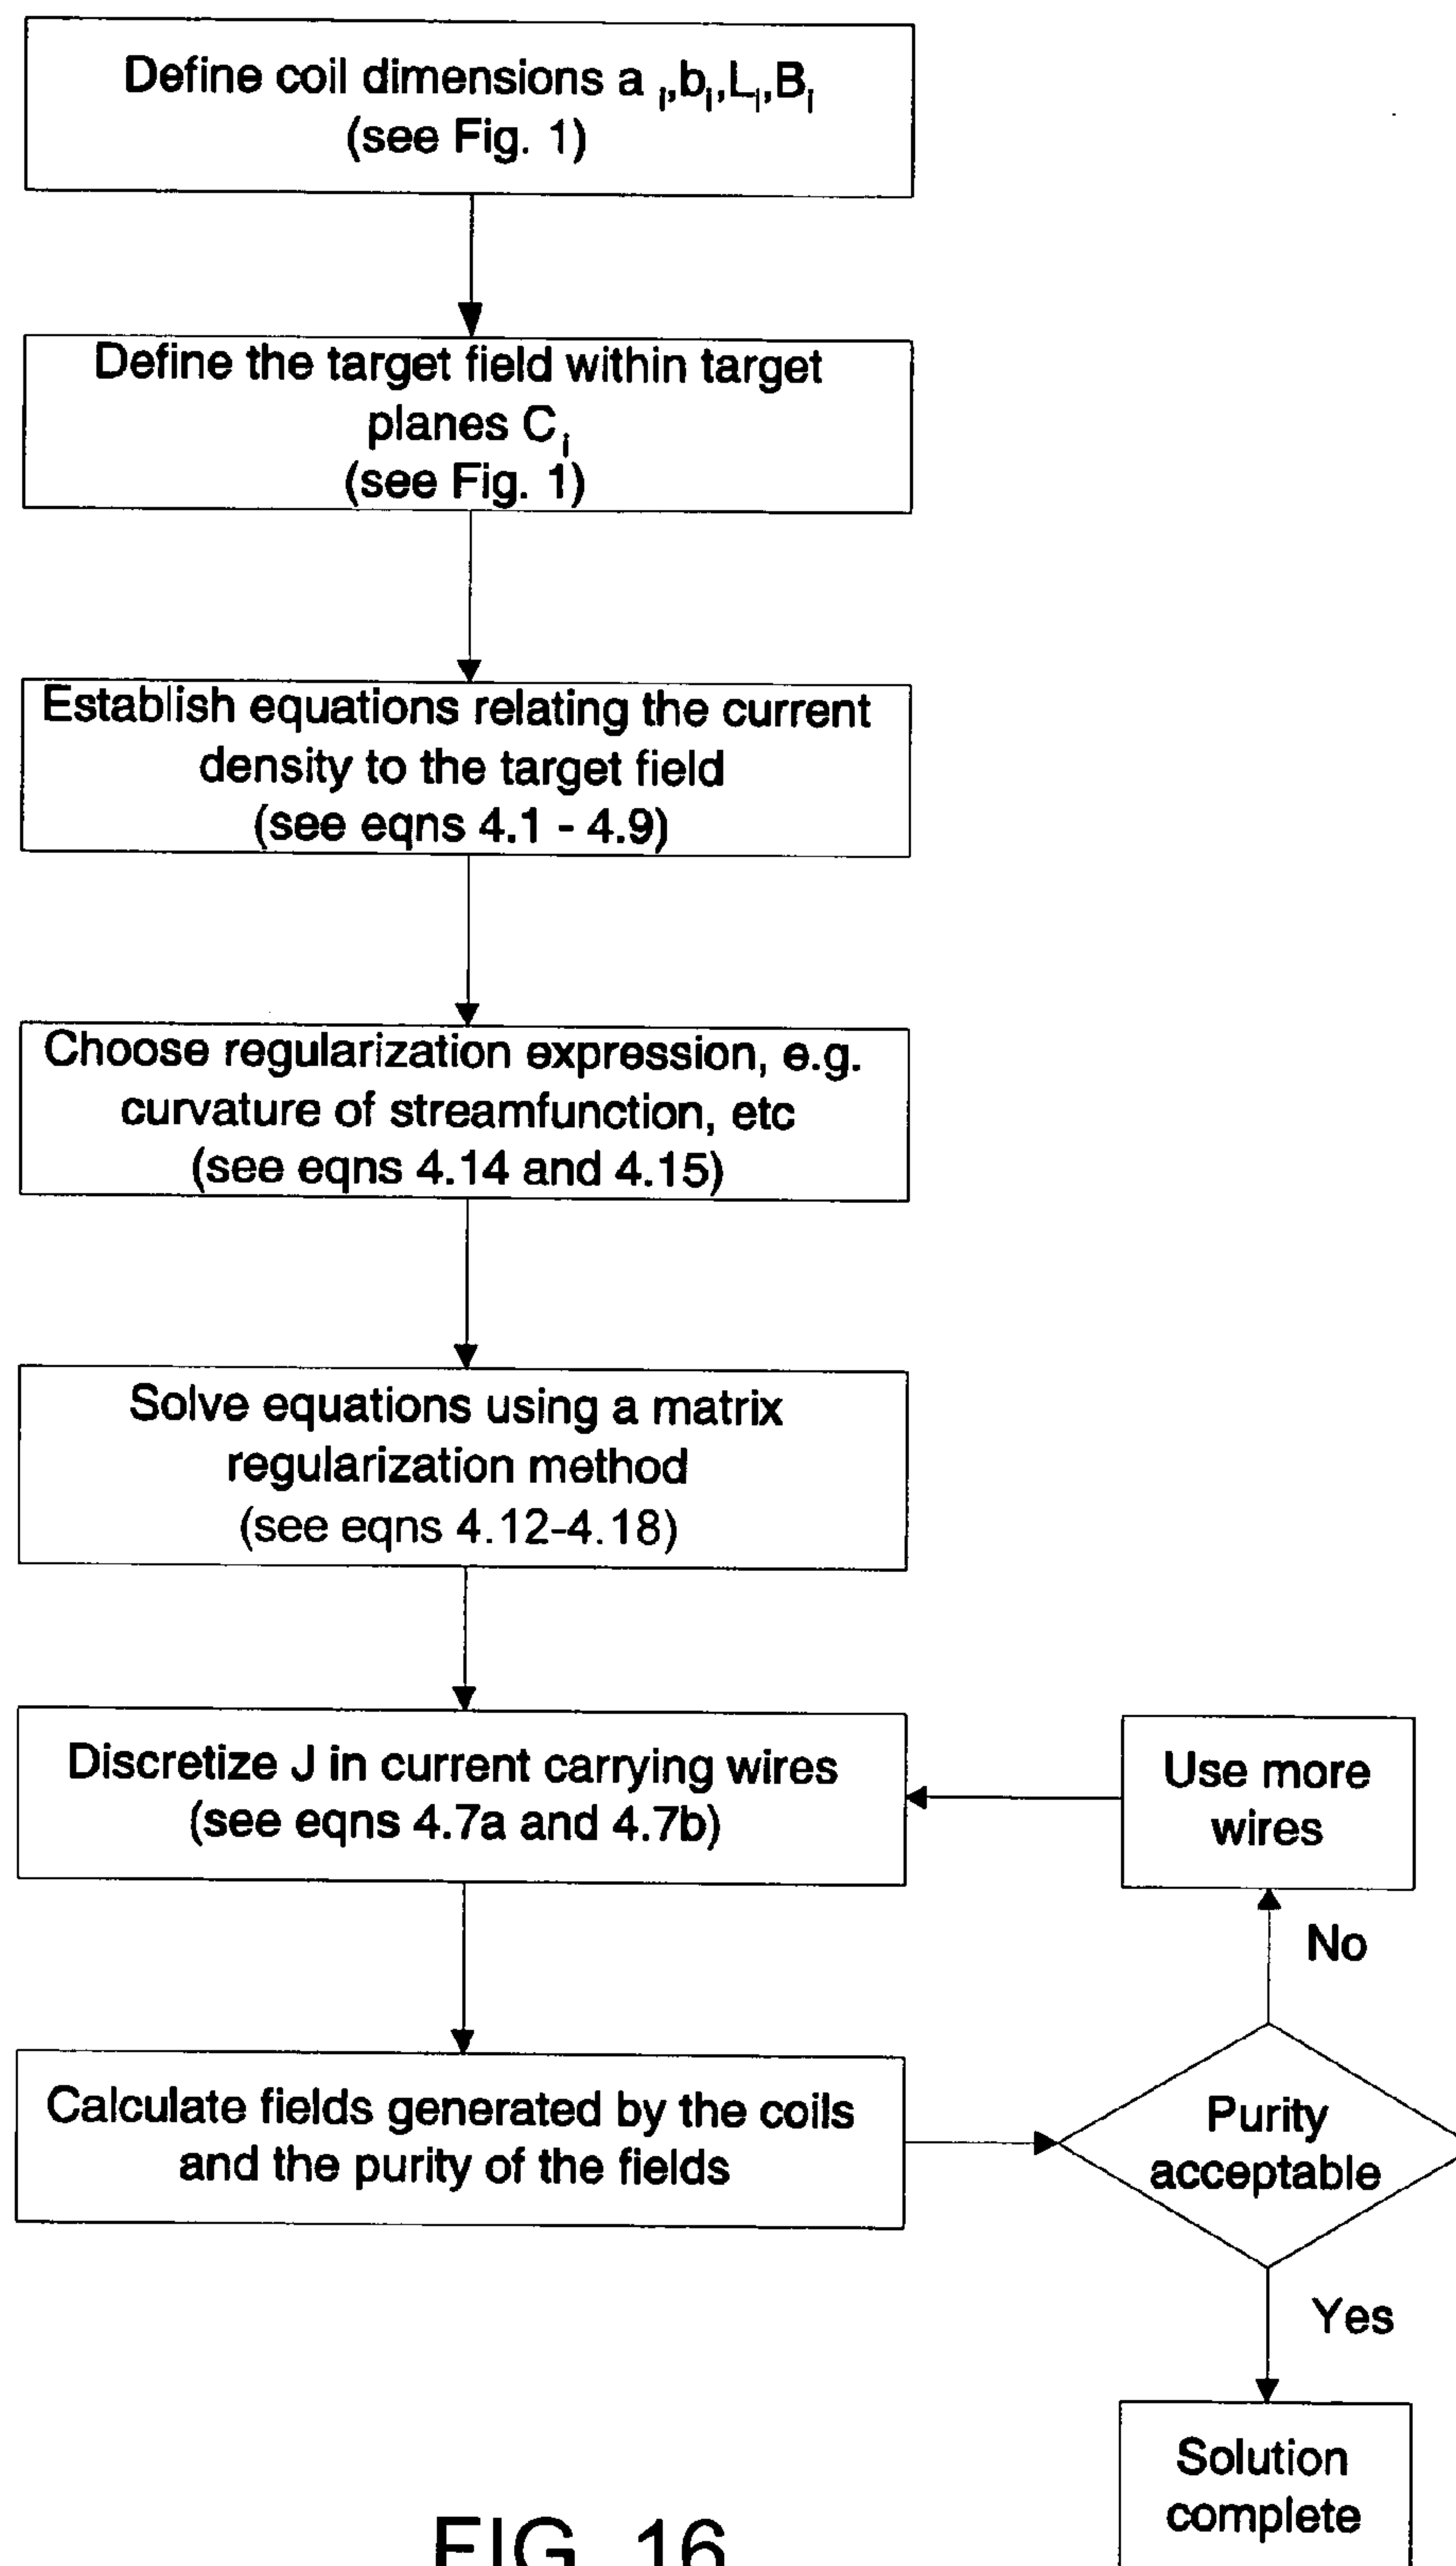 Define coil dimensions a i,bi,Li,Bi
(see Fig. 1)
Define the target field within target
planes Ci
(see Fig. 1)
Establish equations relating the current
density to the target field
(see eqns 4.1 - 4.9)
Choose regularization expression, e.g.
curvature of streamfunction, etc
(see eqns 4.14 and 4.15)
Solve equations using a matrix
regularization method
(see eqns 4.12-4.18)
Discretize J in current carrying wires
(see eqns 4.7a and 4.7b)
Use more
wires
No
Calculate fields generated by the coils
and the purity of the fields
Purity
acceptable
Yes
Solution
complete
FIG. 16